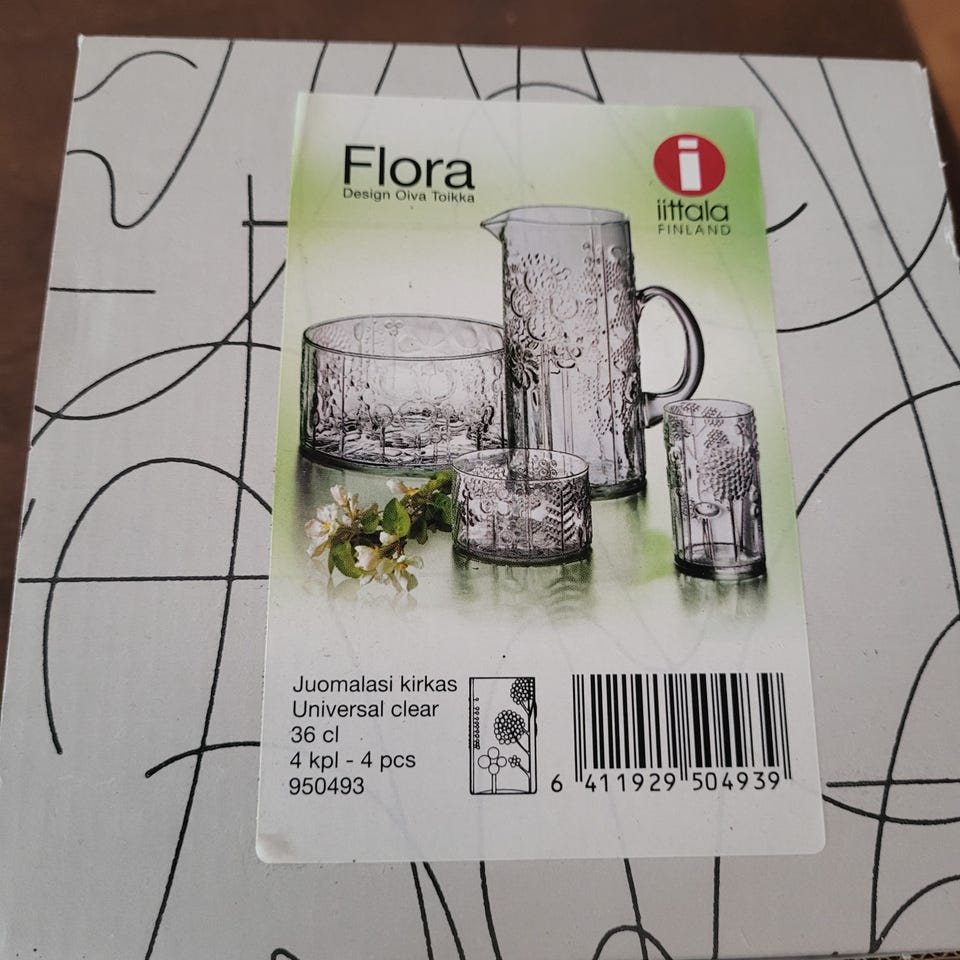 Flora
Design Oiva Toikka
i
iittala
FINLAND
Juomalasi kirkas
Universal clear
36 cl
4 kpl - 4 pcs
950493
6 411929 504939